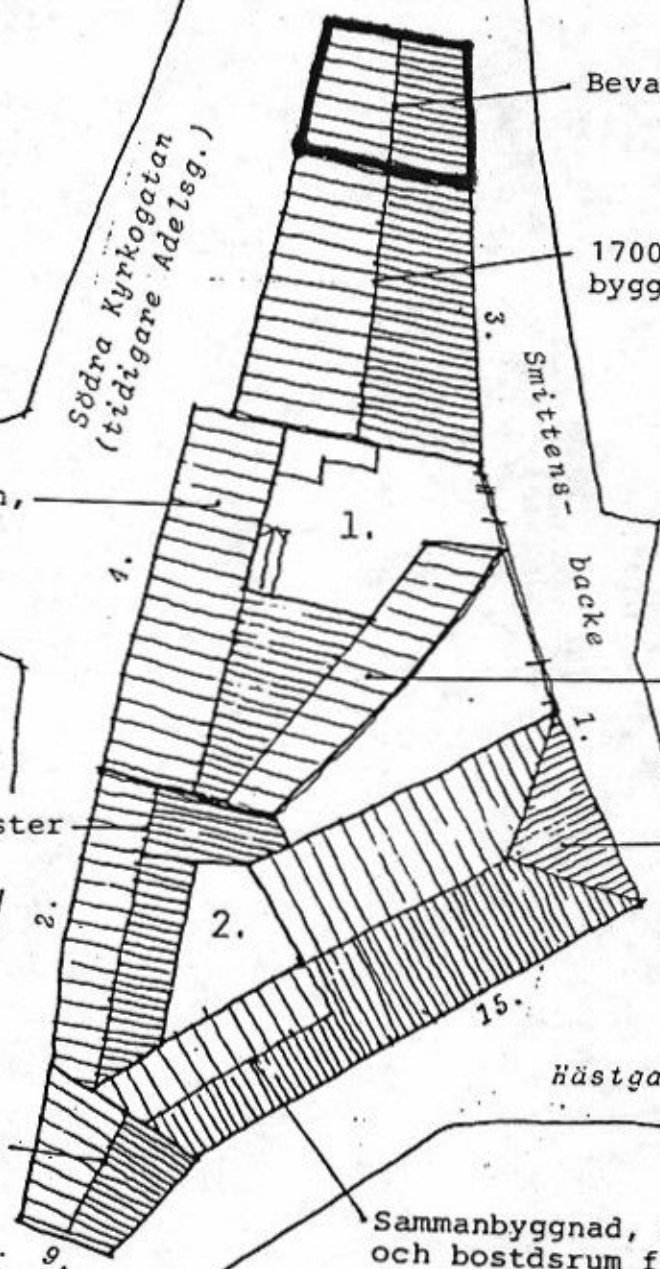 Beva
Södra Kyrkogatan
(tidigare Adelsg.)
1700
bygg
3.
Smittens-
backe
1.
4.
1.
ster
2.
2.
15.
Hästga
Sammanbyggnad,
och bostdsrum f
9.